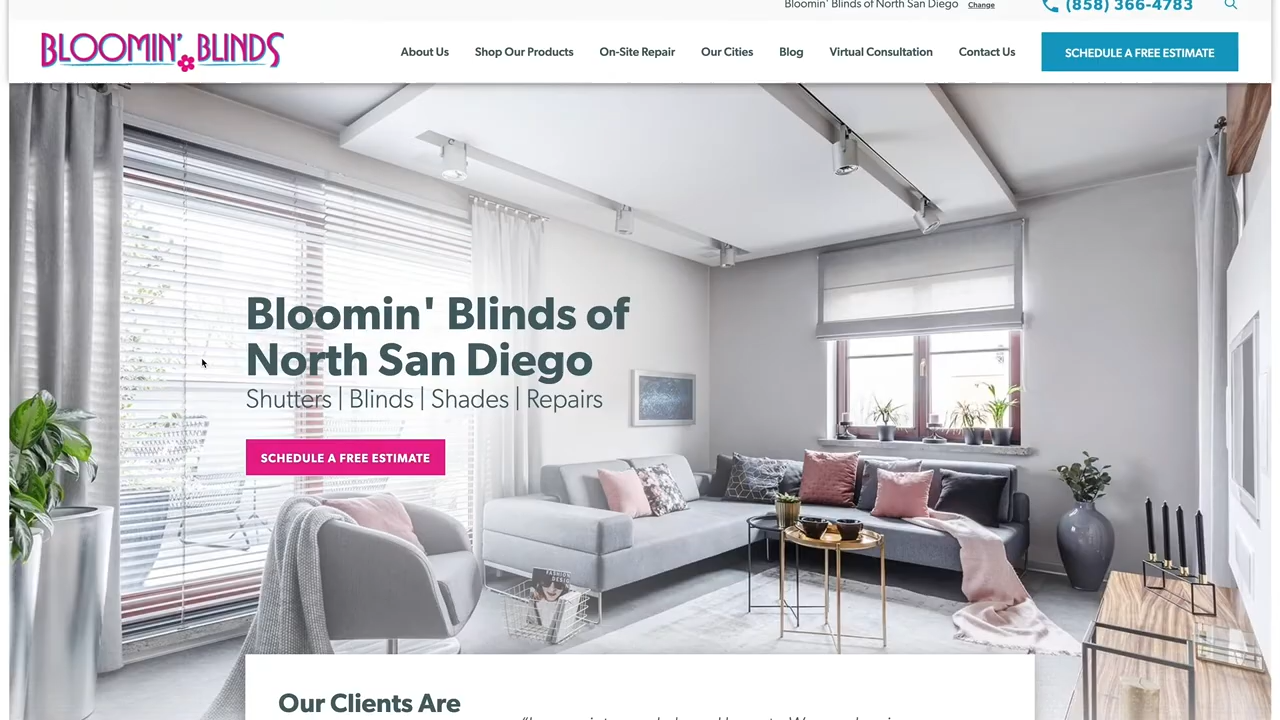 Bloomin' Blinds of North San Diego Change (858) 366-4783
BLOOMIN' BLINDS
About Us Shop Our Products On-Site Repair Our Cities Blog Virtual Consultation Contact Us SCHEDULE A FREE ESTIMATE
Bloomin' Blinds of
North San Diego
Shutters | Blinds | Shades | Repairs
SCHEDULE A FREE ESTIMATE
FASHION
DESIGN
Our Clients Are